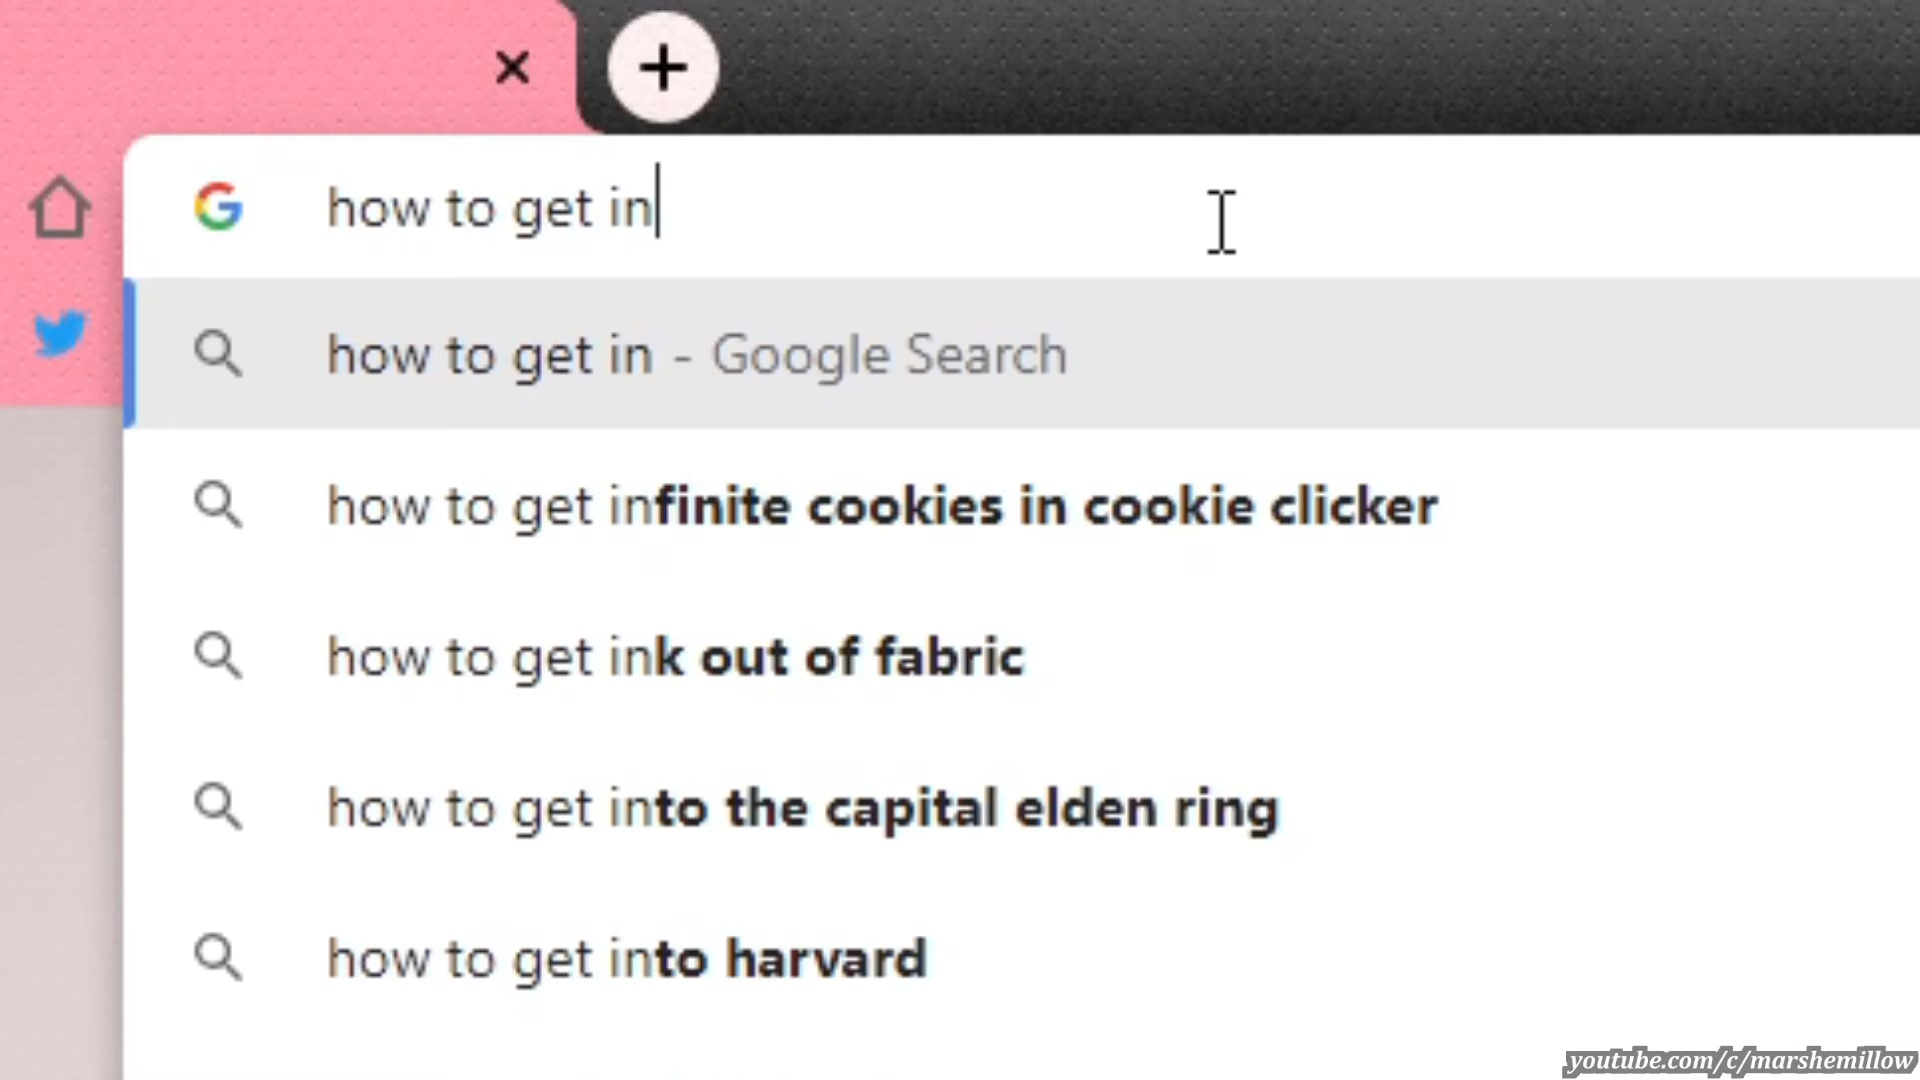 how to get in
how to get in - Google Search
how to get infinite cookies in cookie clicker
how to get ink out of fabric
how to get into the capital elden ring
how to get into harvard
youtube.com/c/marshemillow